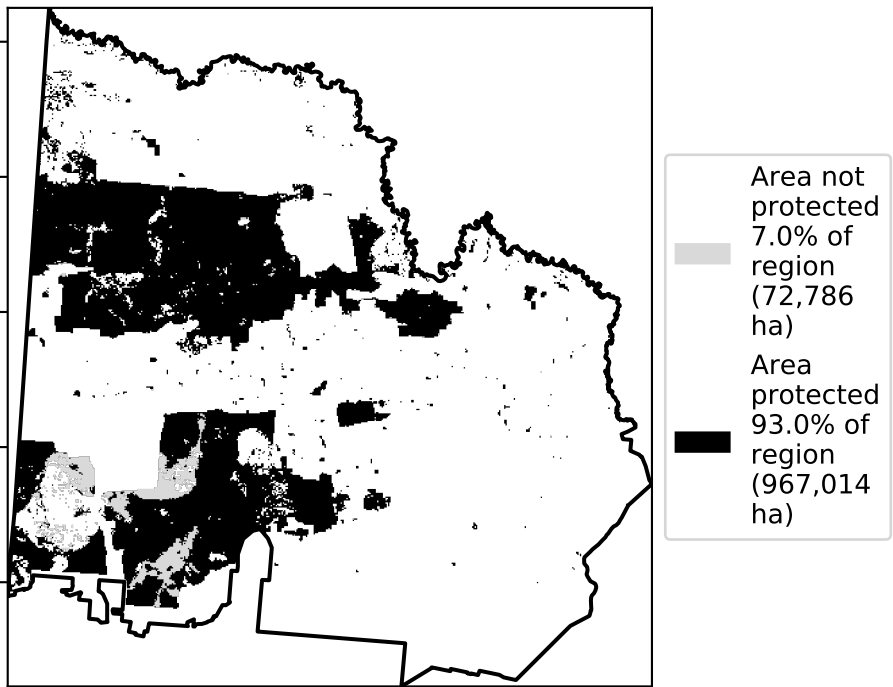 Area not
protected
7.0% of
region
(72,786
ha)
Area
protected
93.0% of
region
(967,014
ha)